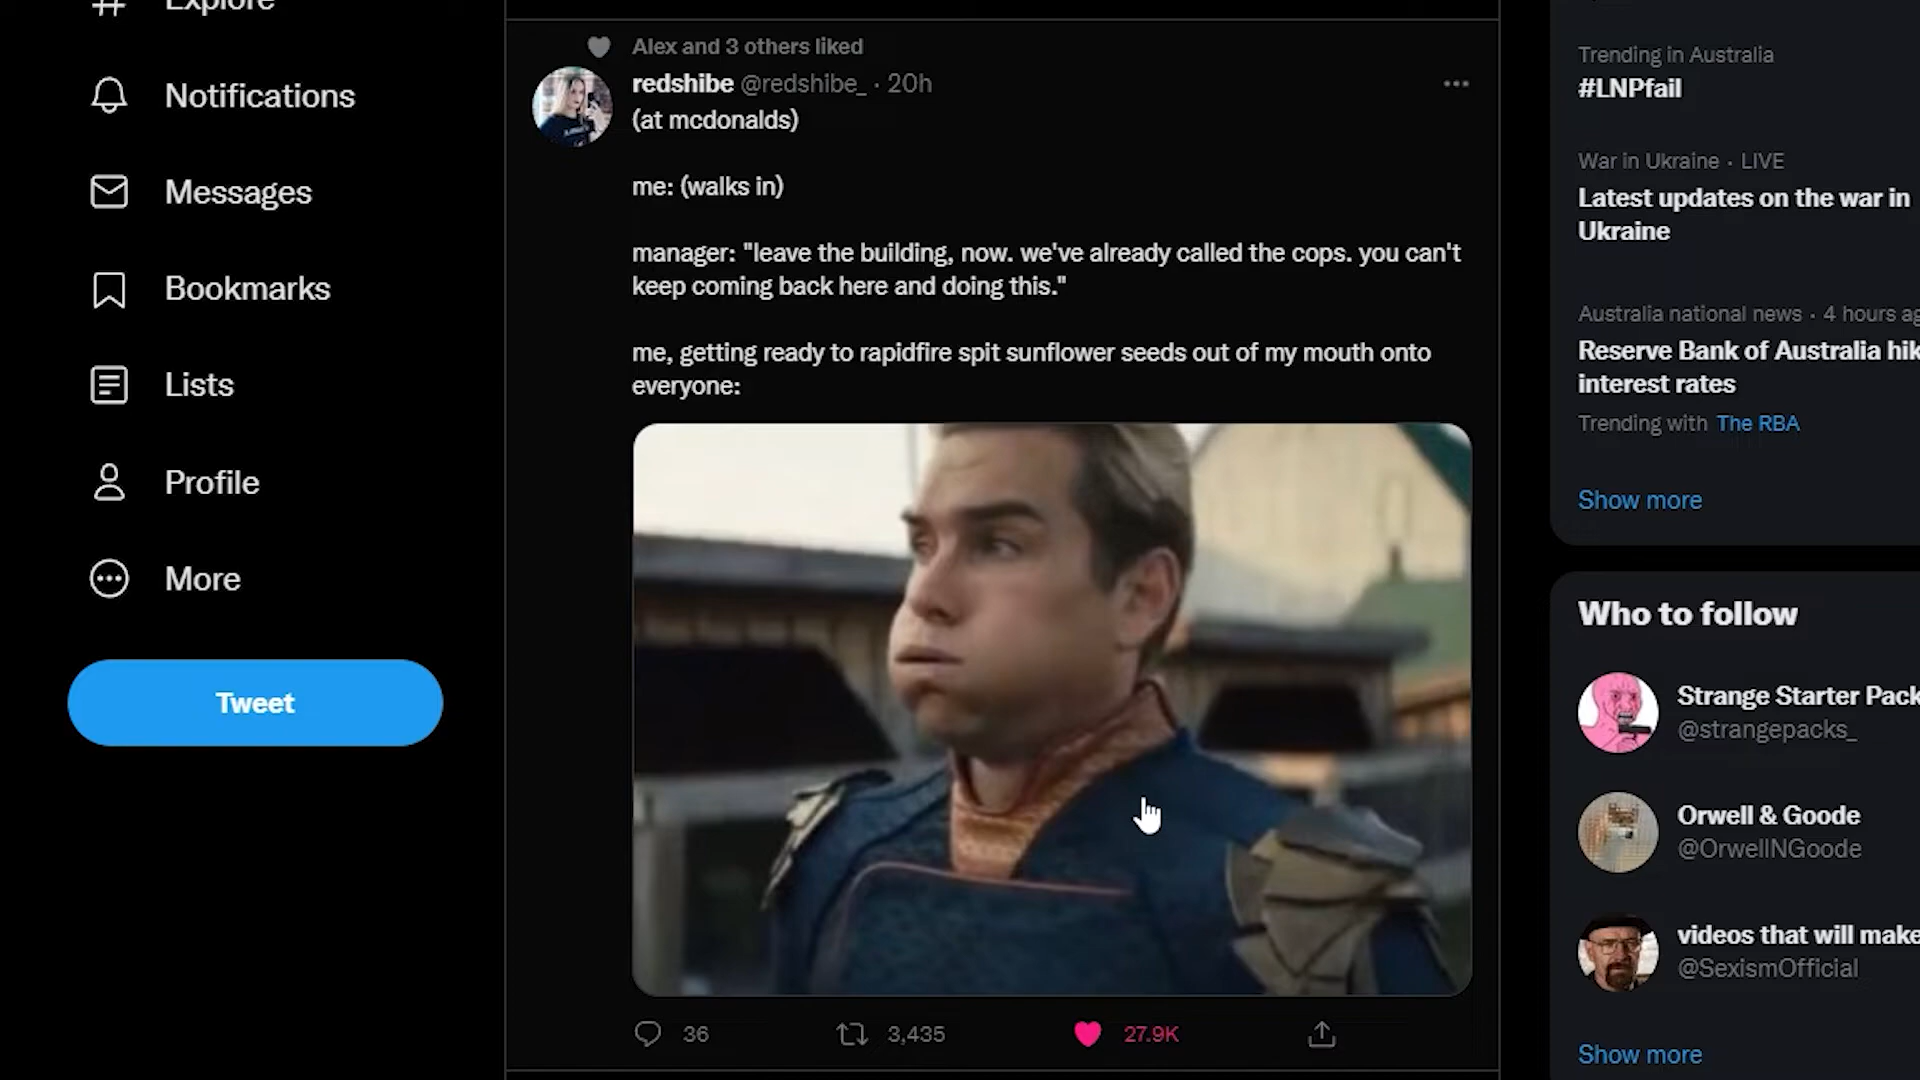 Explore
Notifications
Messages
Bookmarks
Lists
Profile
More
Tweet
Alex and 3 others liked
redshibe @redshibe_ · 20h
(at mcdonalds)
me: (walks in)
manager: "leave the building, now. we've already called the cops. you can't
keep coming back here and doing this."
me, getting ready to rapidfire spit sunflower seeds out of my mouth onto
everyone:
36
3,435
27.9K
Trending in Australia
#LNPfail
War in Ukraine · LIVE
Latest updates on the war in
Ukraine
Australia national news · 4 hours ag
Reserve Bank of Australia hik
interest rates
Trending with The RBA
Show more
Who to follow
Strange Starter Pack
@strangepacks_
Orwell & Goode
@OrwellNGoode
videos that will make
@SexismOfficial
Show more